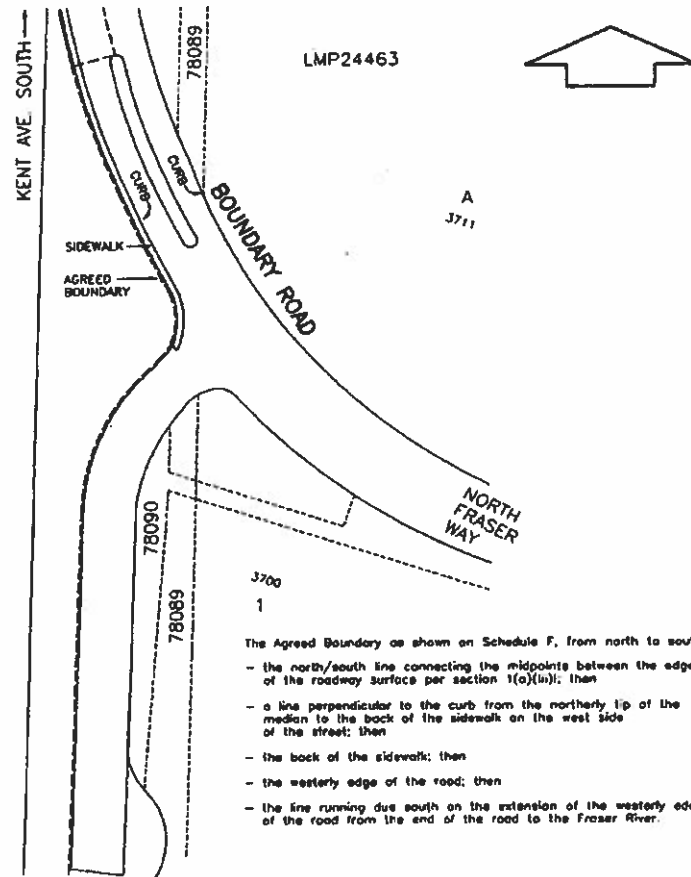 KENT AVE. SOUTH
78089
LMP24463
CURB
CURB
BOUNDARY ROAD
A
3711
SIDEWALK
AGREED
BOUNDARY
NORTH
FRASER
WAY
78090
78089
3700
1
The Agreed Boundary as shown on Schedule F, from north to sou
- the north/south line connecting the midpoints between the edge
of the roadway surface per section 1(a)(iii); then
- a line perpendicular to the curb from the northerly tip of the
median to the back of the sidewalk on the west side
of the street; then
- the back of the sidewalk; then
- the westerly edge of the road; then
- the line running due south on the extension of the westerly ed
of the road from the end of the road to the Fraser River.